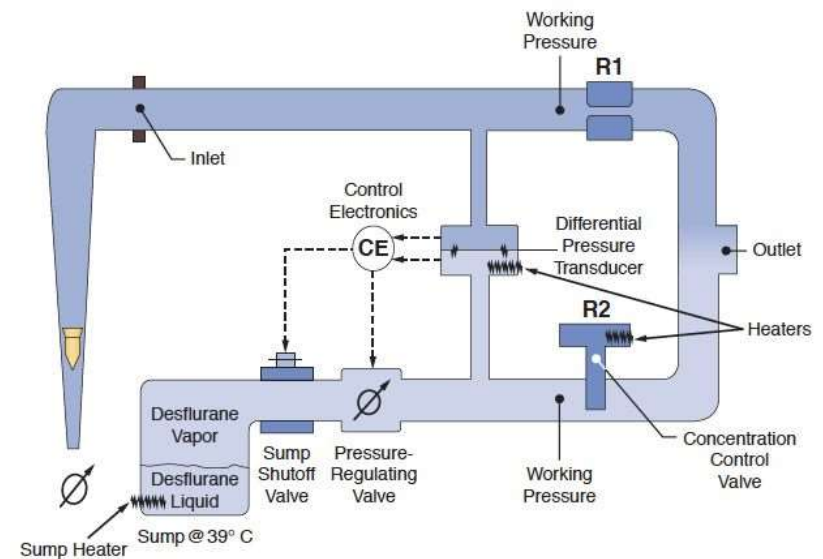 Working
Pressure
R1
Inlet
Control
Electronics
CE
Differential
Pressure
Transducer
Outlet
R2
Heaters
Desflurane
Vapor
Desflurane
Liquid
Sump
Shutoff
Valve
Pressure-
Regulating
Valve
Working
Pressure
Concentration
Control
Valve
Sump Heater
Sump @ 39° C